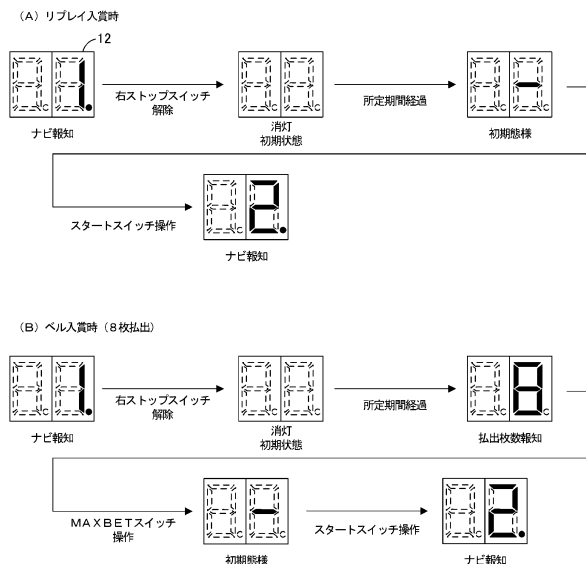 （A）リプレイ入賞時
12
1.
右ストップスイッチ
解除
所定期間経過
-
ナビ報知
消灯
初期状態
初期態様
スタートスイッチ操作
2.
ナビ報知
（B）ベル入賞時（8枚払出）
1.
右ストップスイッチ
解除
所定期間経過
8
ナビ報知
消灯
初期状態
払出枚数報知
MAXBETスイッチ
操作
-
スタートスイッチ操作
2.
初期態様
ナビ報知